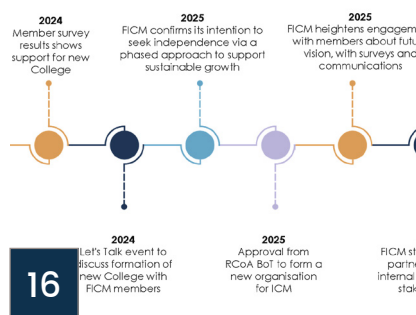 2024
Member survey
results shows
support for new
College
2025
FICM confirms its intention to
seek independence via a
phased approach to support
sustainable growth
2025
FICM heightens engagem
with members about futu
vision, with surveys and
communications
2024
Let's Talk event to
discuss formation of
new College with
FICM members
2025
Approval from
RCoA BoT to form a
new organisation
for ICM
FICM st
partne
internal
stak
16